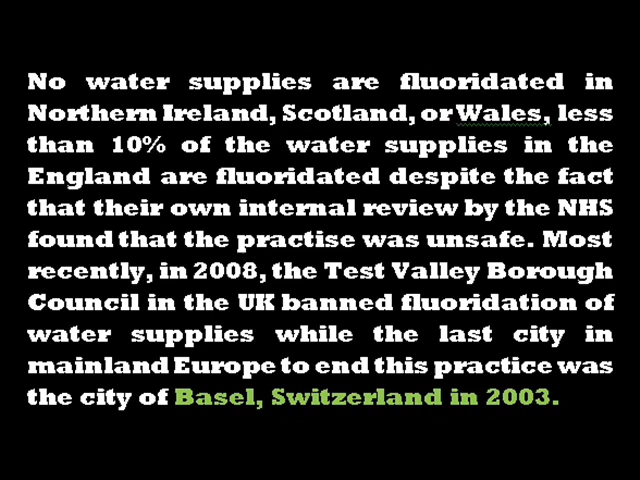 No water supplies are fluoridated in
Northern Ireland, Scotland, or Wales, less
than 10% of the water supplies in the
England are fluoridated despite the fact
that their own internal review by the NHS
found that the practise was unsafe. Most
recently, in 2008, the Test Valley Borough
Council in the UK banned fluoridation of
water supplies while the last city in
mainland Europe to end this practice was
the city of Basel, Switzerland in 2003.